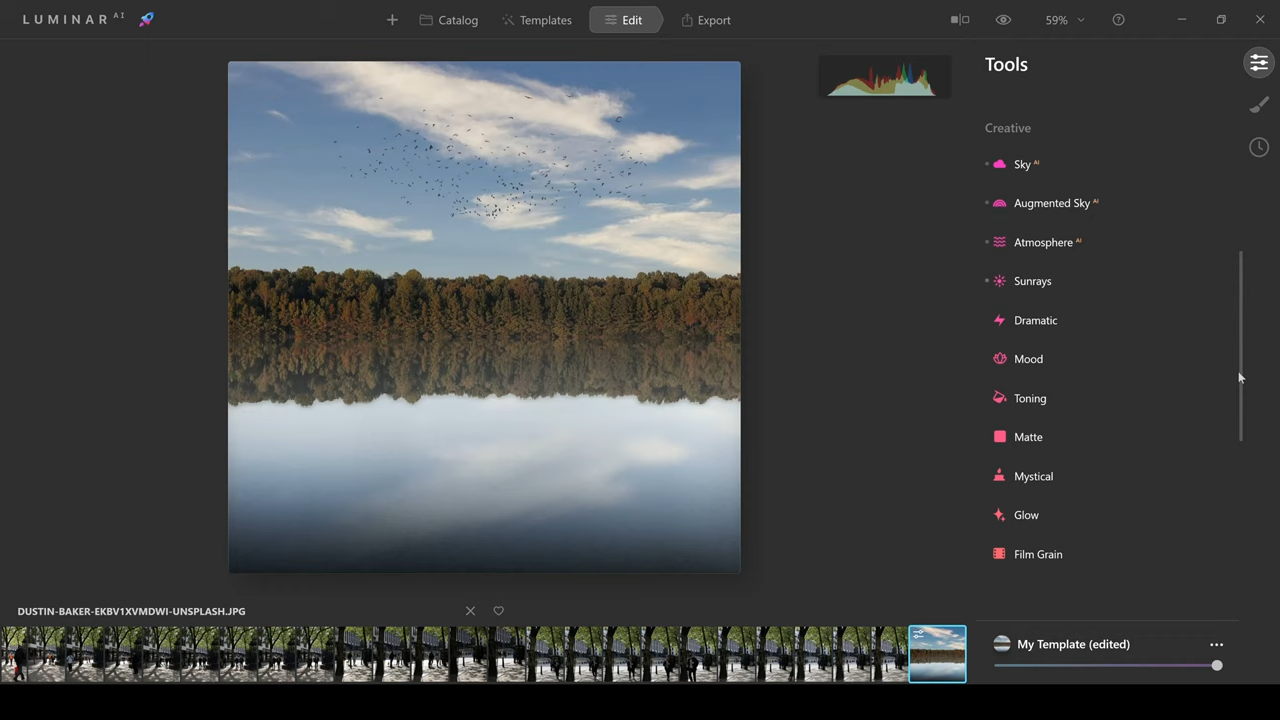 LUMINAR AI
Catalog
Templates
Edit
Export
59%
Tools
Creative
Sky AI
Augmented Sky AI
Atmosphere AI
Sunrays
Dramatic
Mood
Toning
Matte
Mystical
Glow
Film Grain
DUSTIN-BAKER-EKBV1XVMDWI-UNSPLASH.JPG
My Template (edited)